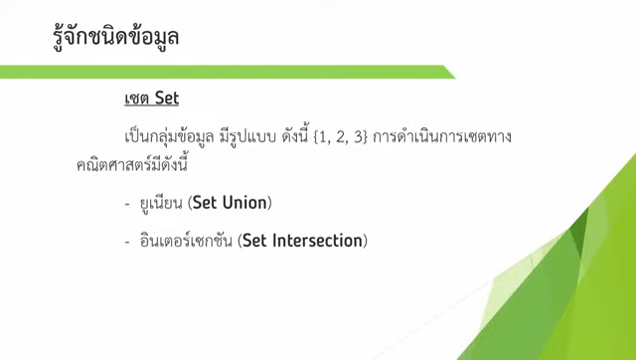 รู้จักชนิดข้อมูล
เซต Set
เป็นกลุ่มข้อมูล มีรูปแบบ ดังนี้ {1, 2, 3} การดำเนินการเซตทาง
คณิตศาสตร์มีดังนี้
- ยูเนียน (Set Union)
- อินเตอร์เซกชัน (Set Intersection)